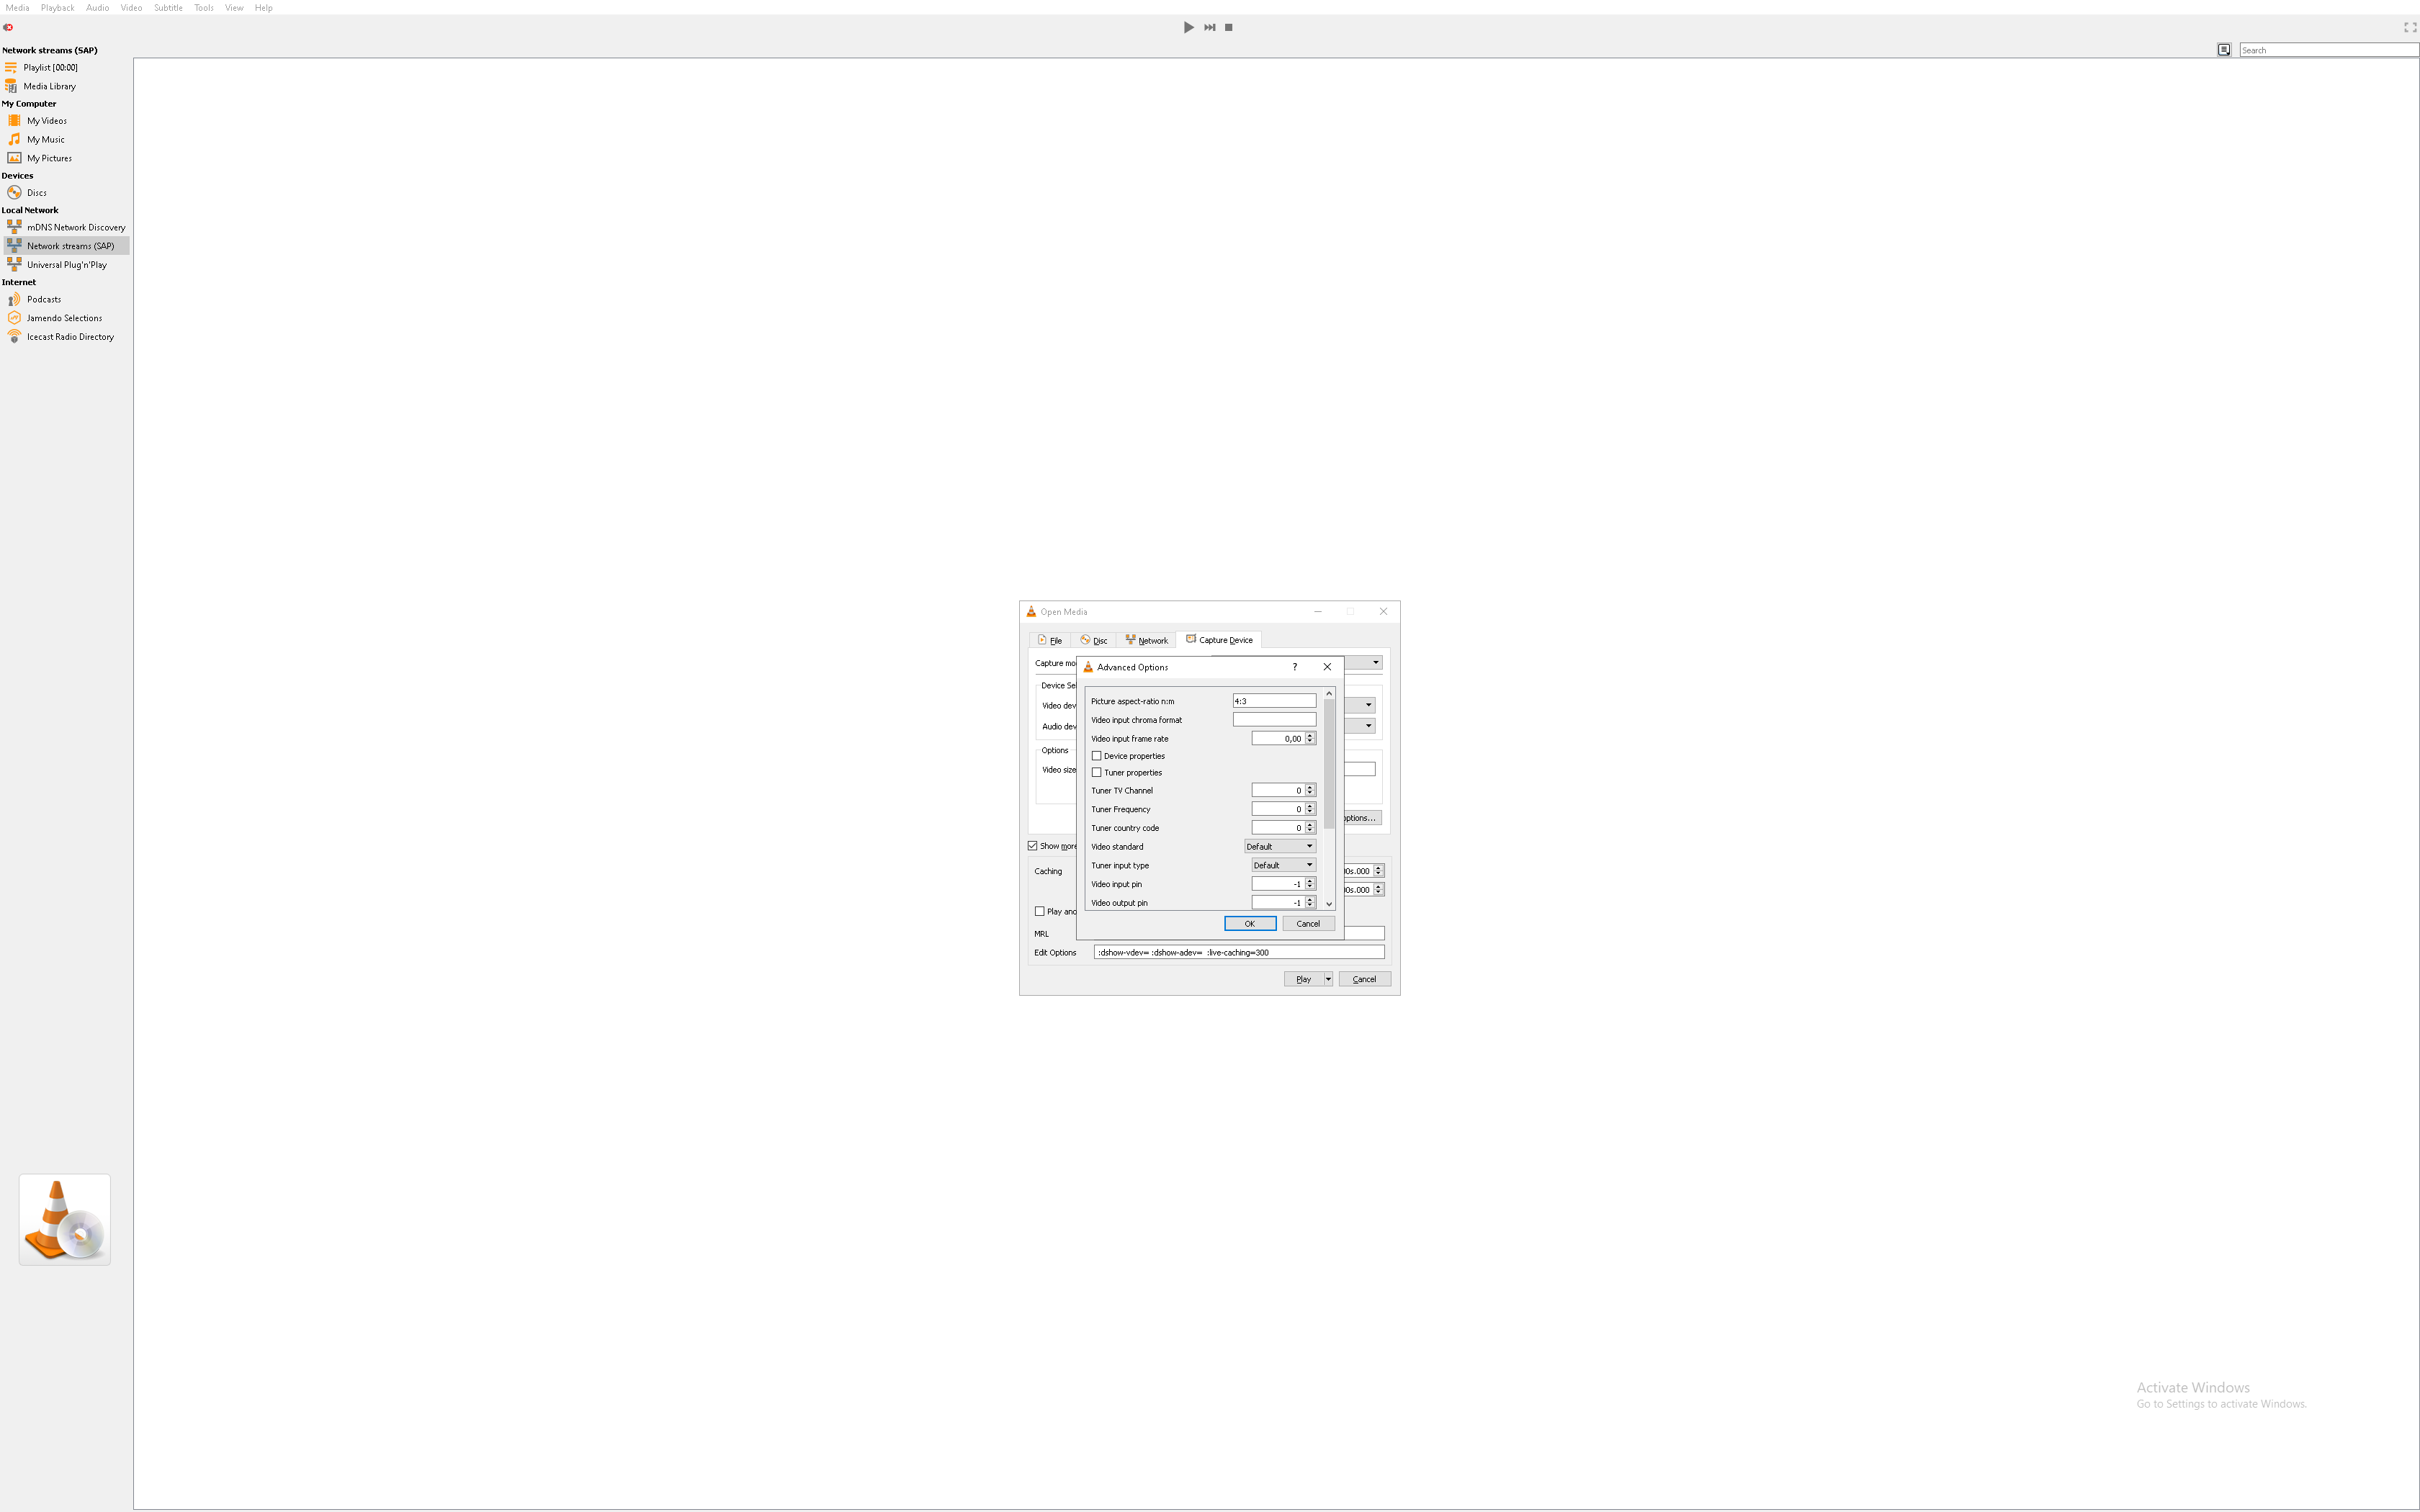 Media Playback Audio Video Subtitle Tools View Help
Network streams (SAP)
Search
Playlist [00:00]
Media Library
My Computer
My Videos
My Music
My Pictures
Devices
Discs
Local Network
mDNS Network Discovery
Network streams (SAP)
Universal Plug'n'Play
Internet
Podcasts
Jamendo Selections
Icecast Radio Directory
Open Media
File Disc Network Capture Device
Capture mo
Advanced Options
Device Sel
Video dev
Audio dev
Options
Video size
options...
Show more
Caching
00s.000
00s.000
Play and
MRL
Picture aspect-ratio n:m 4:3
Video input chroma format
Video input frame rate 0,00
Device properties
Tuner properties
Tuner TV Channel 0
Tuner Frequency 0
Tuner country code 0
Video standard Default
Tuner input type Default
Video input pin -1
Video output pin -1
OK Cancel
Edit Options :dshow-vdev= :dshow-adev= :live-caching=300
Play Cancel
Activate Windows
Go to Settings to activate Windows.